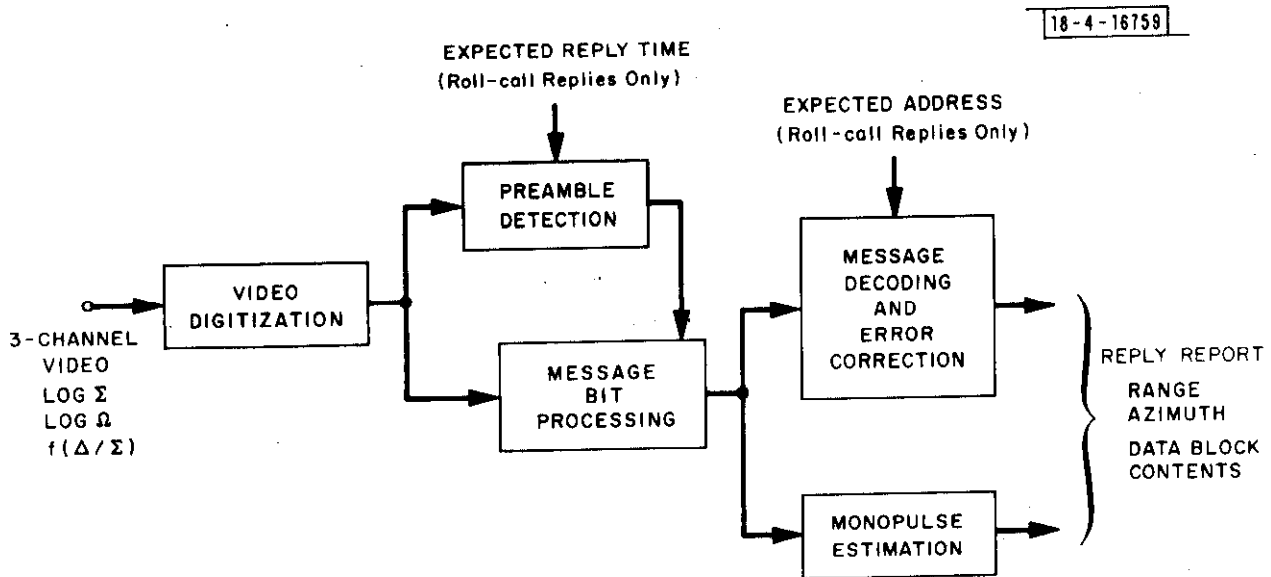 18-4-16759
EXPECTED REPLY TIME
(Roll-call Replies Only)
EXPECTED ADDRESS
(Roll-call Replies Only)
PREAMBLE
DETECTION
VIDEO
DIGITIZATION
3-CHANNEL
VIDEO
LOG Σ
LOG Ω
f(Δ/Σ)
MESSAGE
BIT
PROCESSING
MESSAGE
DECODING
AND
ERROR
CORRECTION
MONOPULSE
ESTIMATION
REPLY REPORT
RANGE
AZIMUTH
DATA BLOCK
CONTENTS